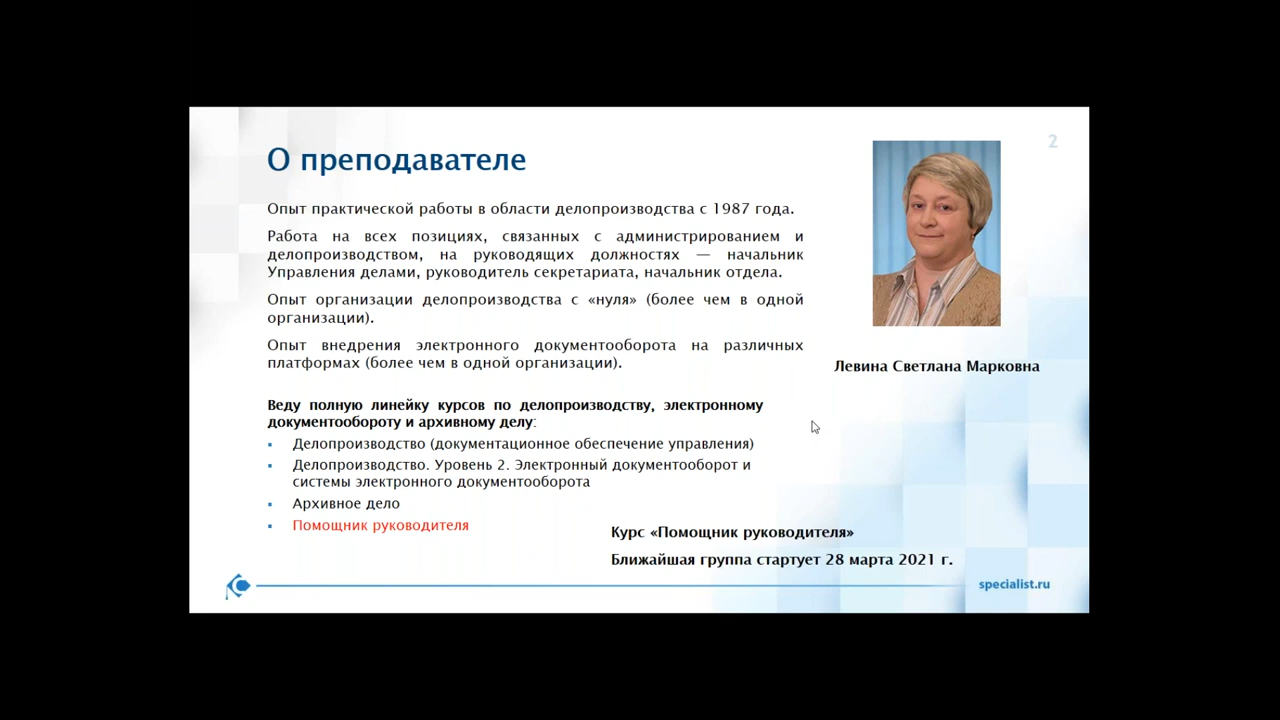 2
О преподавателе
Опыт практической работы в области делопроизводства с 1987 года.
Работа на всех позициях, связанных с администрированием и
делопроизводством, на руководящих должностях — начальник
Управления делами, руководитель секретариата, начальник отдела.
Опыт организации делопроизводства с «нуля» (более чем в одной
организации).
Опыт внедрения электронного документооборота на различных
платформах (более чем в одной организации).
Левина Светлана Марковна
Веду полную линейку курсов по делопроизводству, электронному
документообороту и архивному делу:
▪ Делопроизводство (документационное обеспечение управления)
▪ Делопроизводство. Уровень 2. Электронный документооборот и
системы электронного документооборота
▪ Архивное дело
▪ Помощник руководителя
Курс «Помощник руководителя»
Ближайшая группа стартует 28 марта 2021 г.
specialist.ru